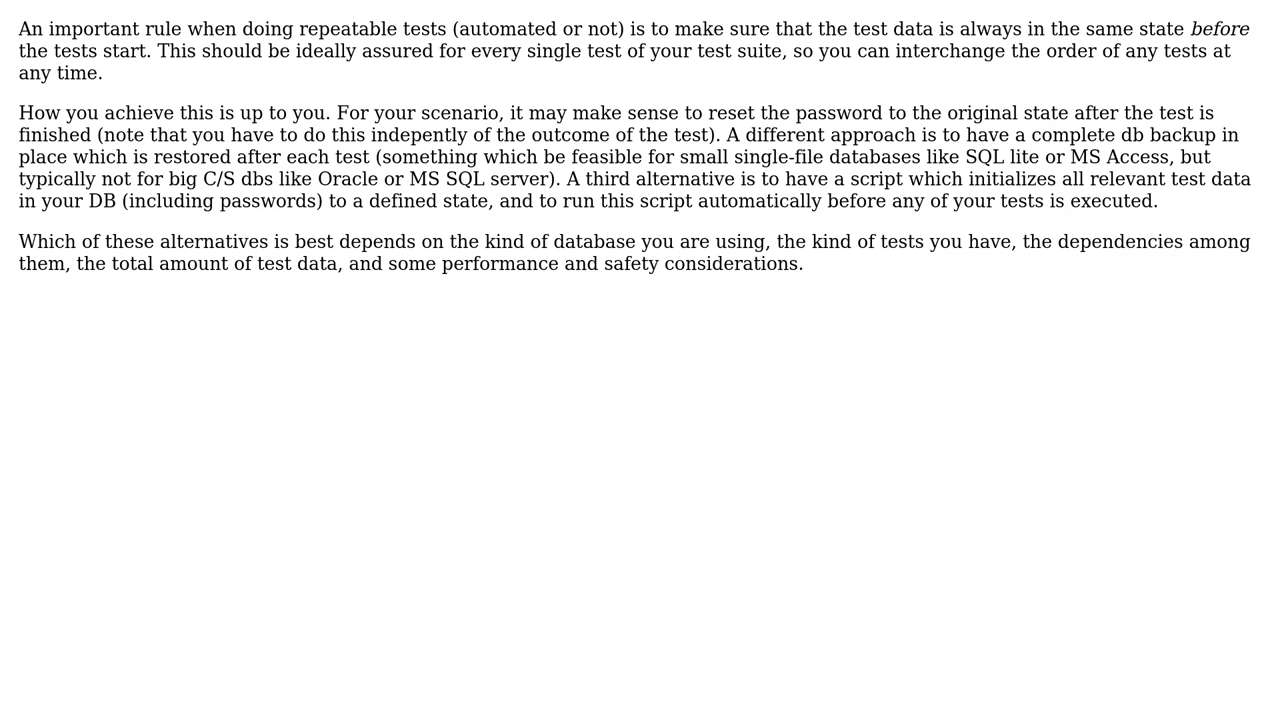 An important rule when doing repeatable tests (automated or not) is to make sure that the test data is always in the same state before
the tests start. This should be ideally assured for every single test of your test suite, so you can interchange the order of any tests at
any time.
How you achieve this is up to you. For your scenario, it may make sense to reset the password to the original state after the test is
finished (note that you have to do this indepently of the outcome of the test). A different approach is to have a complete db backup in
place which is restored after each test (something which be feasible for small single-file databases like SQL lite or MS Access, but
typically not for big C/S dbs like Oracle or MS SQL server). A third alternative is to have a script which initializes all relevant test data
in your DB (including passwords) to a defined state, and to run this script automatically before any of your tests is executed.
Which of these alternatives is best depends on the kind of database you are using, the kind of tests you have, the dependencies among
them, the total amount of test data, and some performance and safety considerations.